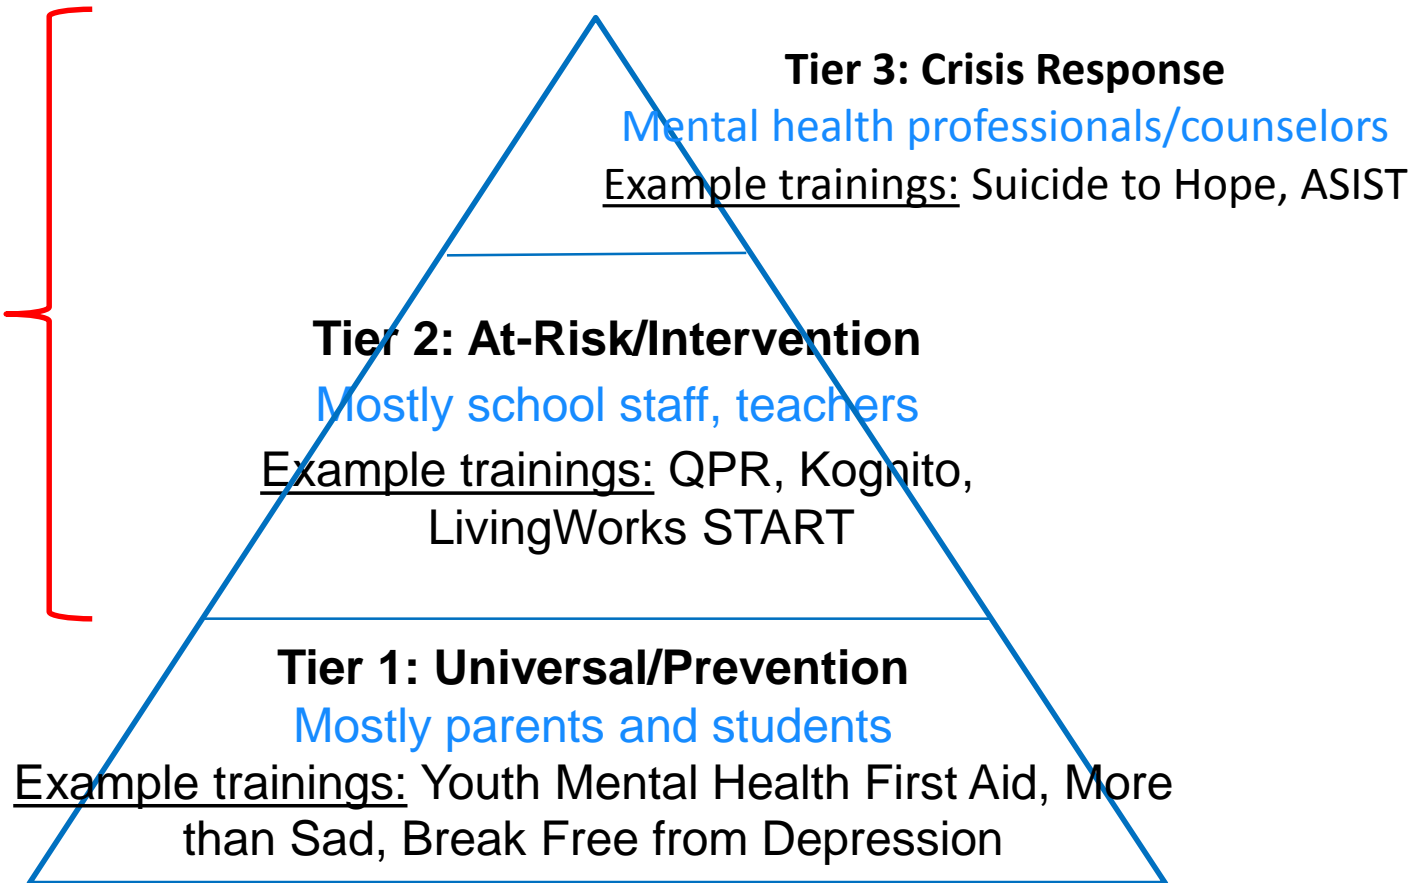 Tier 3: Crisis Response
Mental health professionals/counselors
Example trainings: Suicide to Hope, ASIST
Tier 2: At-Risk/Intervention
Mostly school staff, teachers
Example trainings: QPR, Kognito,
LivingWorks START
Tier 1: Universal/Prevention
Mostly parents and students
Example trainings: Youth Mental Health First Aid, More
than Sad, Break Free from Depression